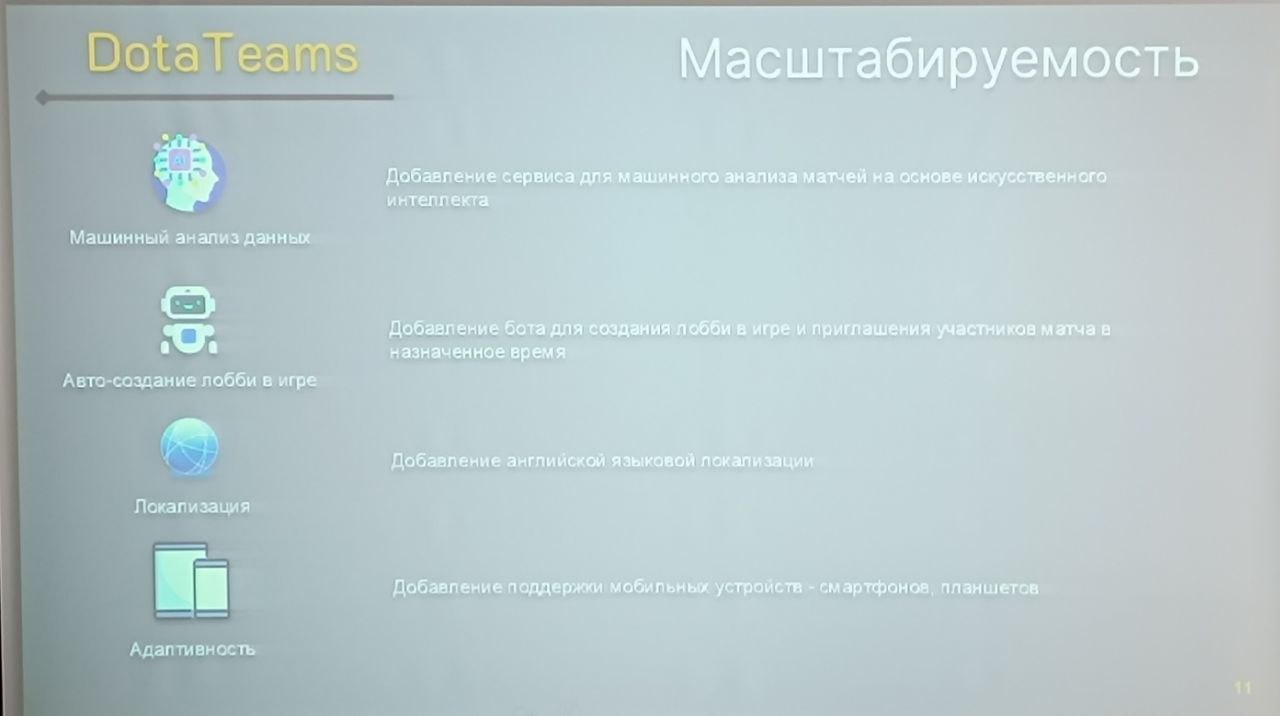 DotaTeams
Масштабируемость
AI
Машинный анализ данных
Добавление сервиса для машинного анализа матчей на основе искусственного
интеллекта
Авто-создание лобби в игре
Добавление бота для создания лобби в игре и приглашения участников матча в
назначенное время
Локализация
Добавление английской языковой локализации
Адаптивность
Добавление поддержки мобильных устройств - смартфонов, планшетов
11